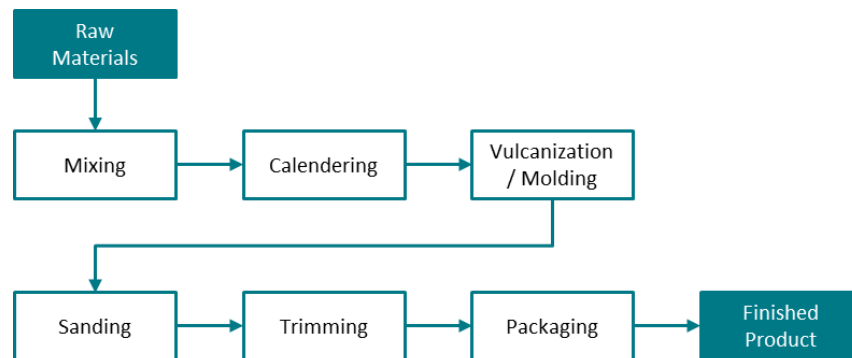 Raw
Materials
Mixing
Calendering
Vulcanization
/ Molding
Sanding
Trimming
Packaging
Finished
Product